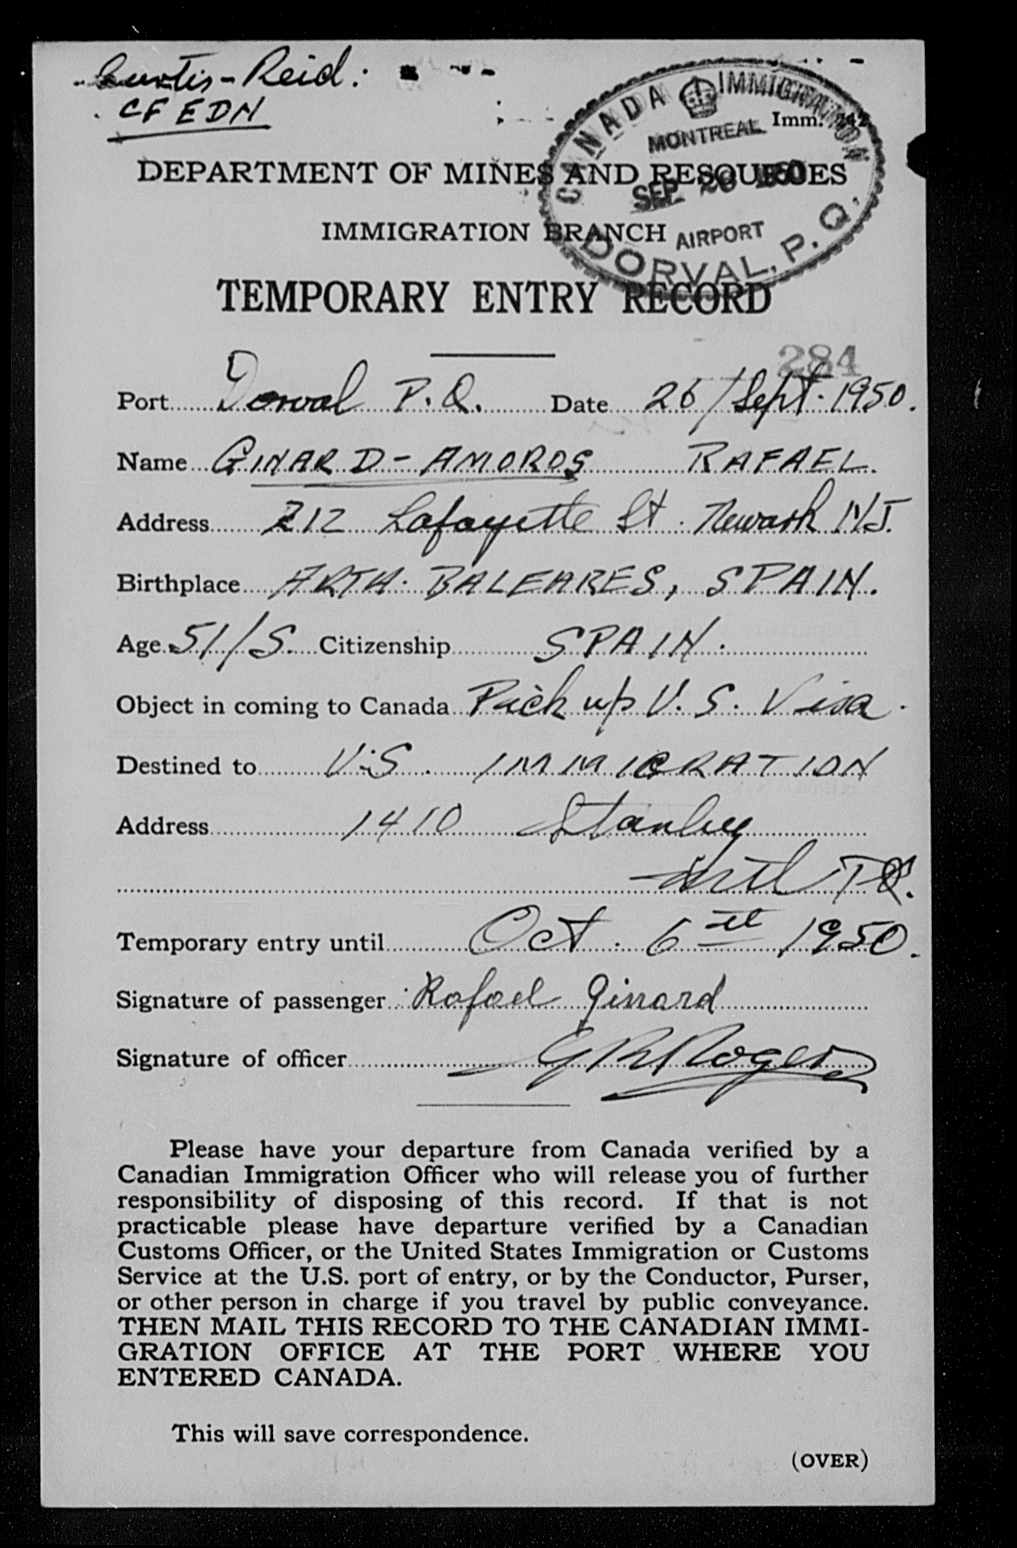 Curtis-Reid:
CF EDN
CANADA IMMIGRATION
MONTREAL
SEP 26 1950
AIRPORT
DORVAL, P.Q.
Imm.
DEPARTMENT OF MINES AND RESOURCES
IMMIGRATION BRANCH
TEMPORARY ENTRY RECORD
284
Port Dorval P.Q. Date 26/Sept. 1950.
Name GINARD-AMOROS RAFAEL.
Address 212 Lafayette St. Newark N/J.
Birthplace ARTA. BALEARES, SPAIN.
Age 51/S. Citizenship SPAIN.
Object in coming to Canada Pick up U.S. Visa.
Destined to U.S. IMMIGRATION
Address 1410 Stanley
Mtl PQ.
Temporary entry until Oct. 6th 1950.
Signature of passenger Rafael Ginard
Signature of officer G R Rogers
Please have your departure from Canada verified by a
Canadian Immigration Officer who will release you of further
responsibility of disposing of this record. If that is not
practicable please have departure verified by a Canadian
Customs Officer, or the United States Immigration or Customs
Service at the U.S. port of entry, or by the Conductor, Purser,
or other person in charge if you travel by public conveyance.
THEN MAIL THIS RECORD TO THE CANADIAN IMMI-
GRATION OFFICE AT THE PORT WHERE YOU
ENTERED CANADA.
This will save correspondence.
(OVER)